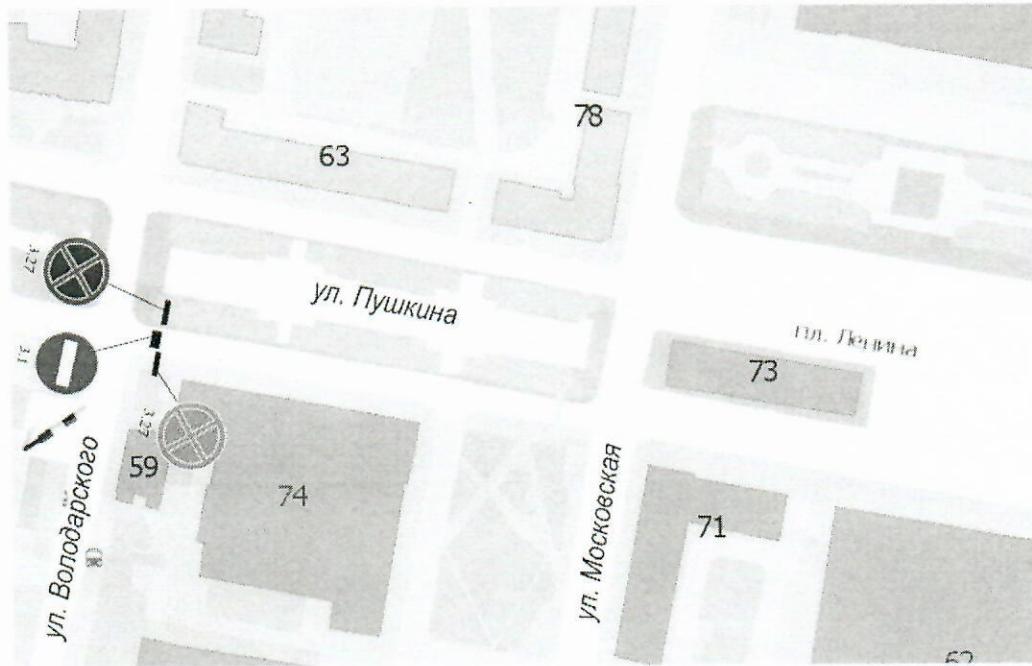 78
63
3.27
ул. Пушкина
пл. Ленина
3.1
73
3.27
59
ул. Володарского
74
ул. Московская
71
62